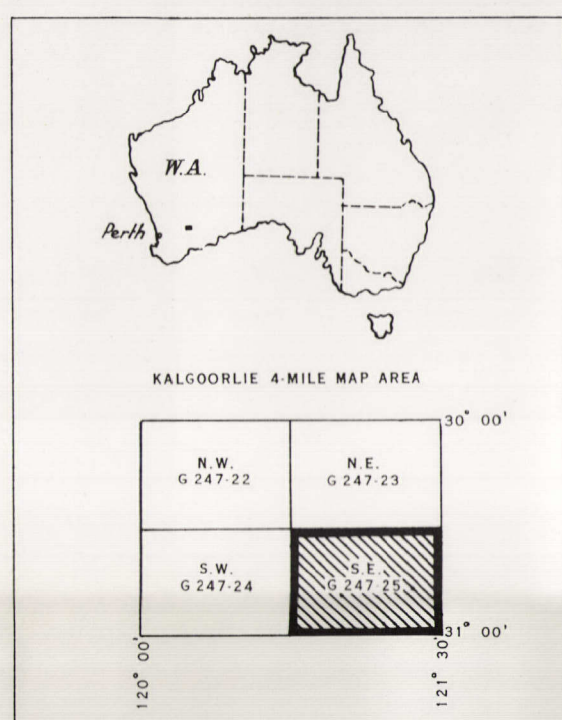 W.A.
Perth
KALGOORLIE 4-MILE MAP AREA
30° 00'
N.W.
G 247-22
N.E.
G 247-23
S.W.
G 247-24
S.E.
G 247-25
31° 00'
120° 00'
121° 30'